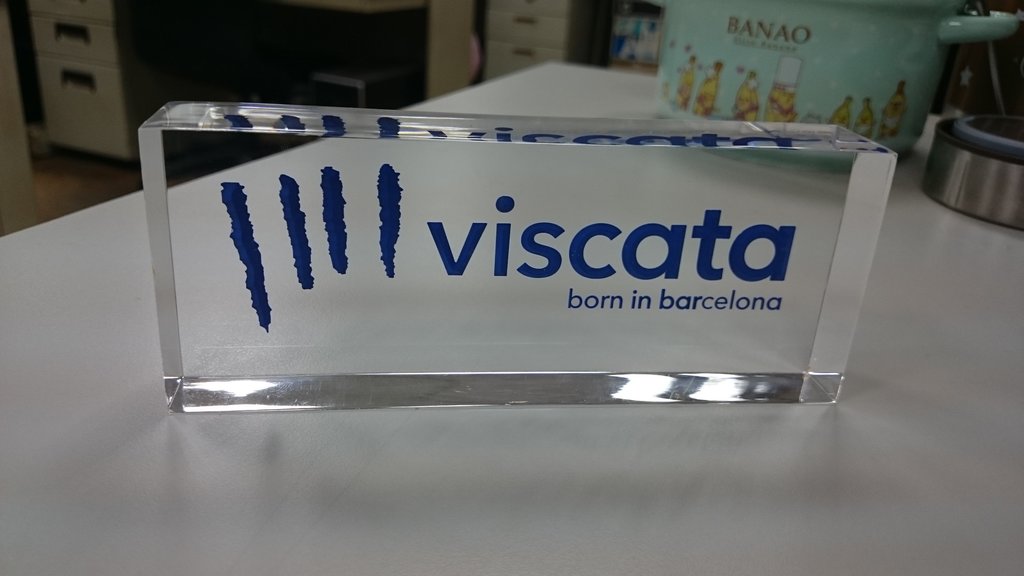 BANAO
viscata
born in barcelona